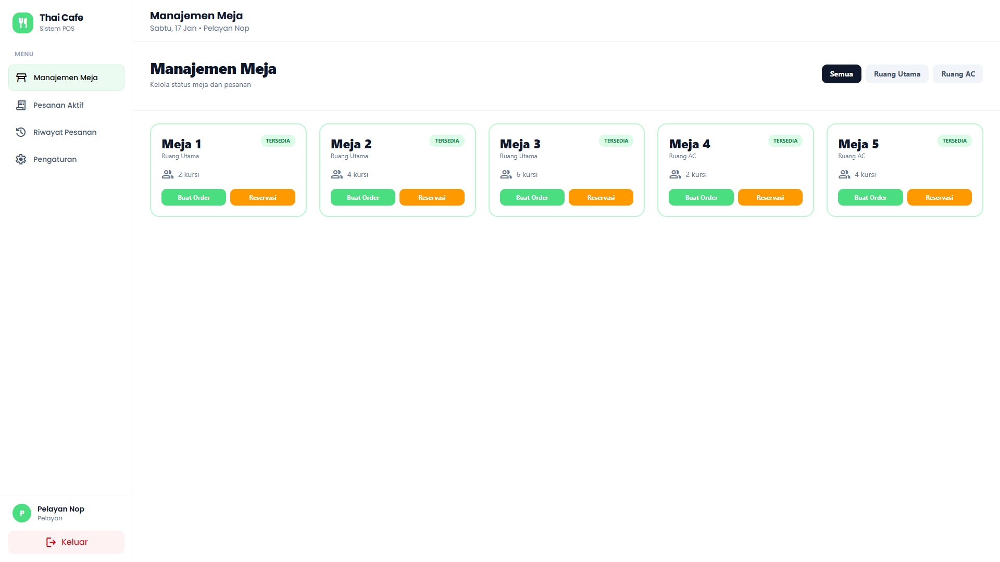 Thai Cafe
Sistem POS
MENU
Manajemen Meja
Pesanan Aktif
Riwayat Pesanan
Pengaturan
Pelayan Nop
Pelayan
P
Keluar
Manajemen Meja
Sabtu, 17 Jan • Pelayan Nop
Manajemen Meja
Kelola status meja dan pesanan
Semua
Ruang Utama
Ruang AC
Meja 1
TERSEDIA
Ruang Utama
2 kursi
Buat Order
Reservasi
Meja 2
TERSEDIA
Ruang Utama
4 kursi
Buat Order
Reservasi
Meja 3
TERSEDIA
Ruang Utama
6 kursi
Buat Order
Reservasi
Meja 4
TERSEDIA
Ruang AC
2 kursi
Buat Order
Reservasi
Meja 5
TERSEDIA
Ruang AC
4 kursi
Buat Order
Reservasi